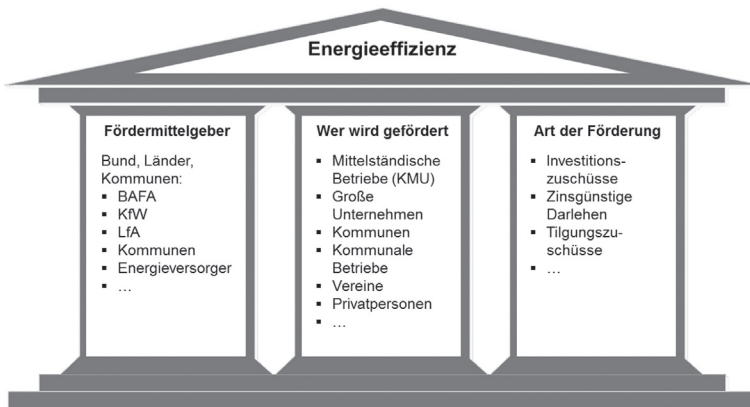 Energieeffizienz
Fördermittelgeber
Bund, Länder,
Kommunen:
▪ BAFA
▪ KfW
▪ LfA
▪ Kommunen
▪ Energieversorger
▪ …
Wer wird gefördert
▪ Mittelständische
Betriebe (KMU)
▪ Große
Unternehmen
▪ Kommunen
▪ Kommunale
Betriebe
▪ Vereine
▪ Privatpersonen
▪ …
Art der Förderung
▪ Investitions-
zuschüsse
▪ Zinsgünstige
Darlehen
▪ Tilgungszu-
schüsse
▪ …